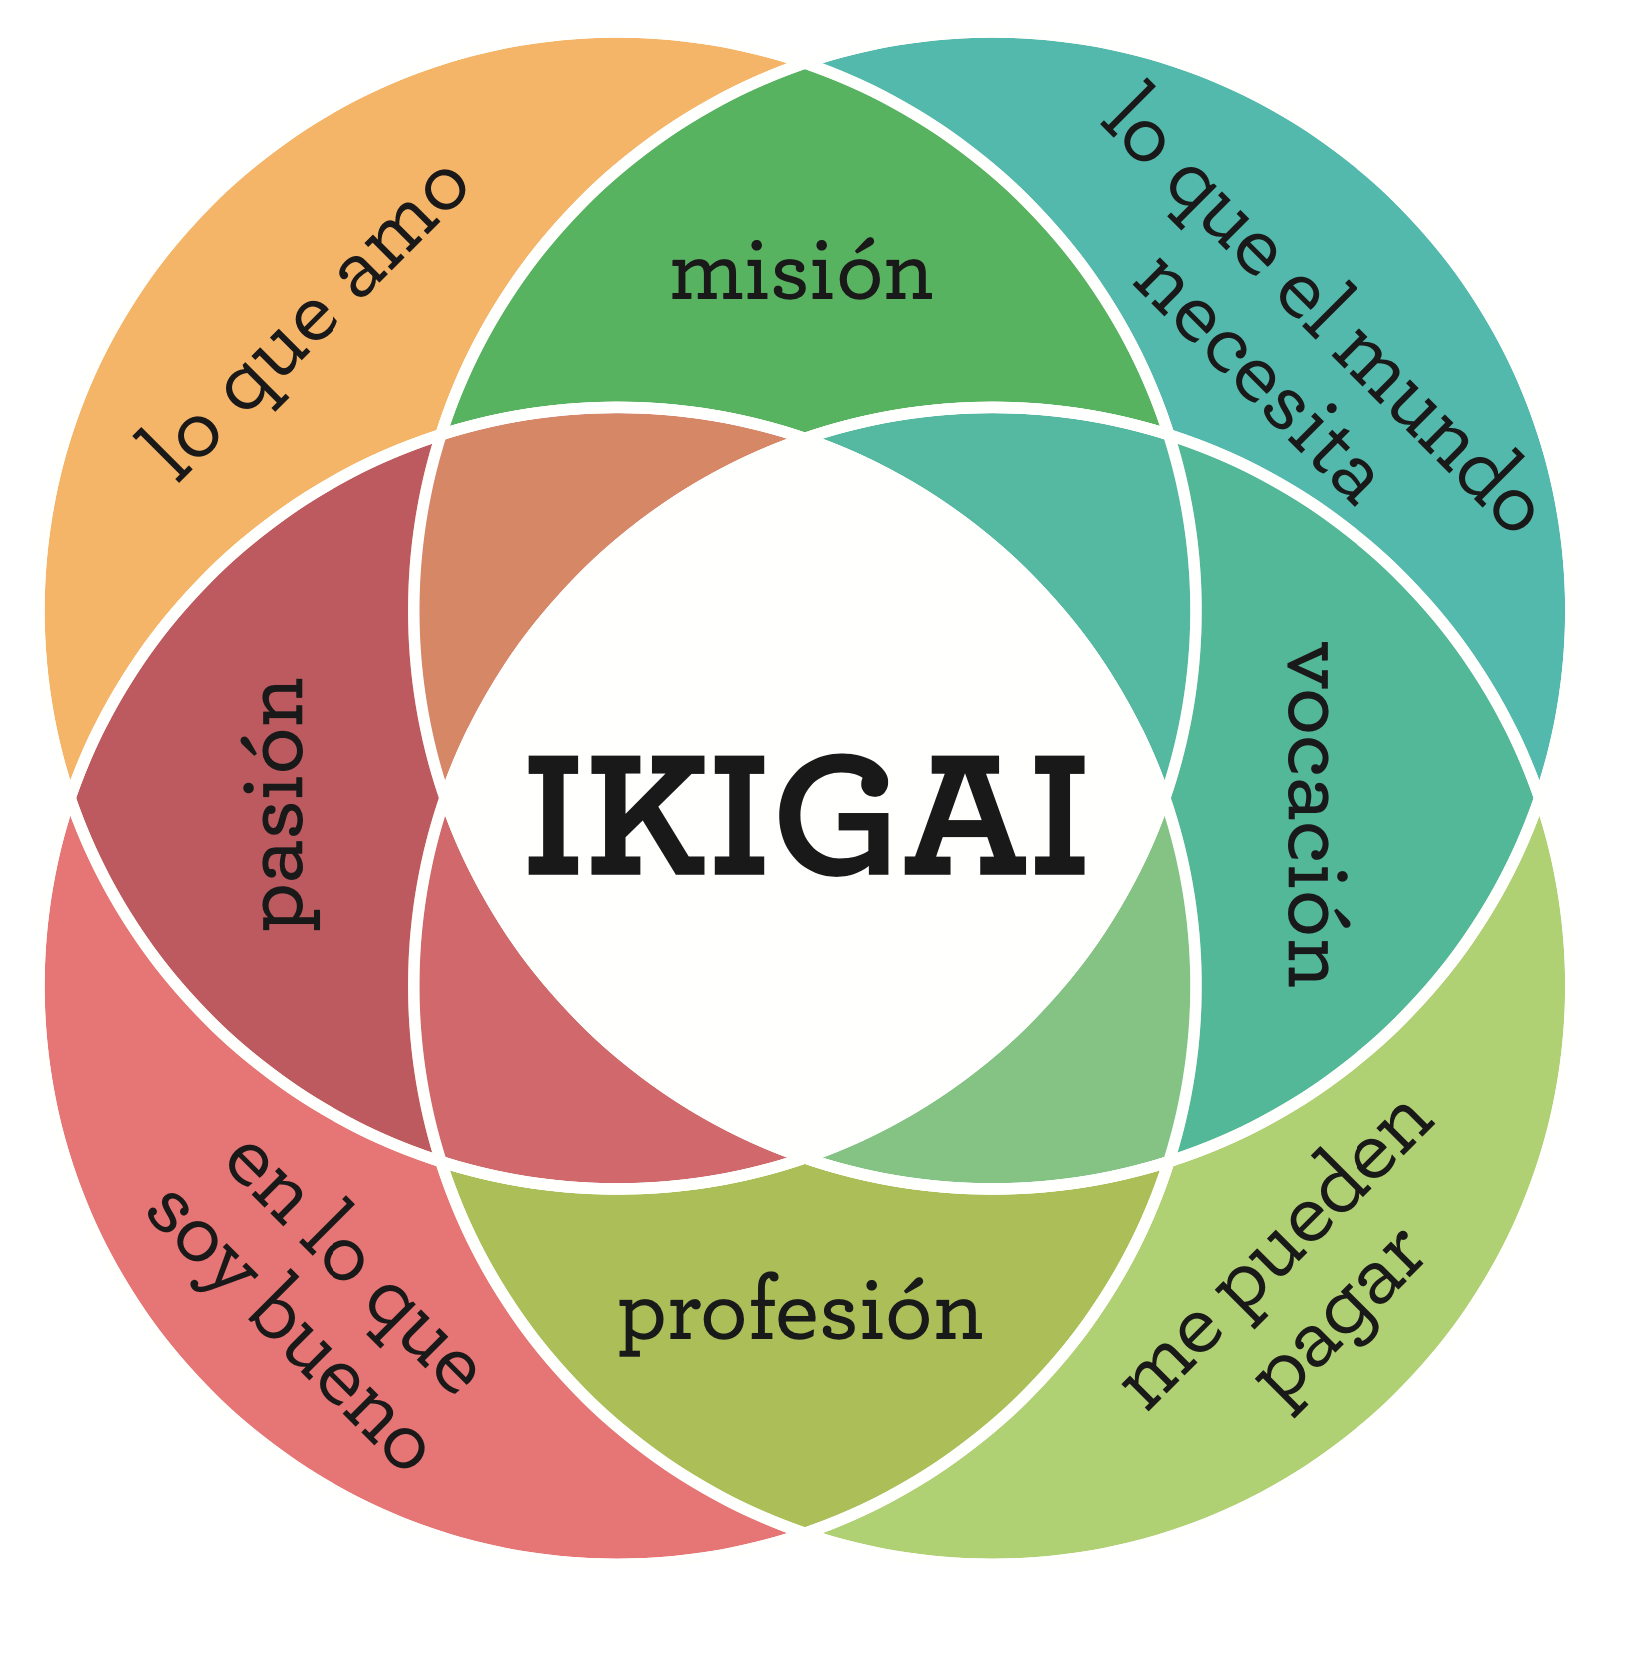 lo que amo
misión
lo que el mundo
necesita
pasión
IKIGAI
vocación
en lo que
soy bueno
profesión
me pueden
pagar